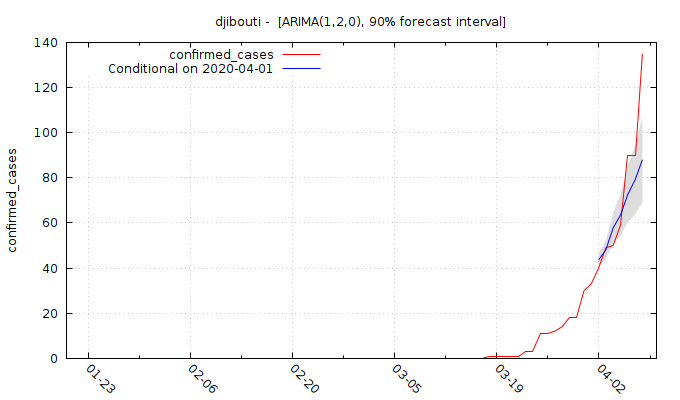 djibouti - [ARIMA(1,2,0), 90% forecast interval]
confirmed_cases
Conditional on 2020-04-01
confirmed_cases
140
120
100
80
60
40
20
0
01-23 02-06 02-20 03-05 03-19 04-02